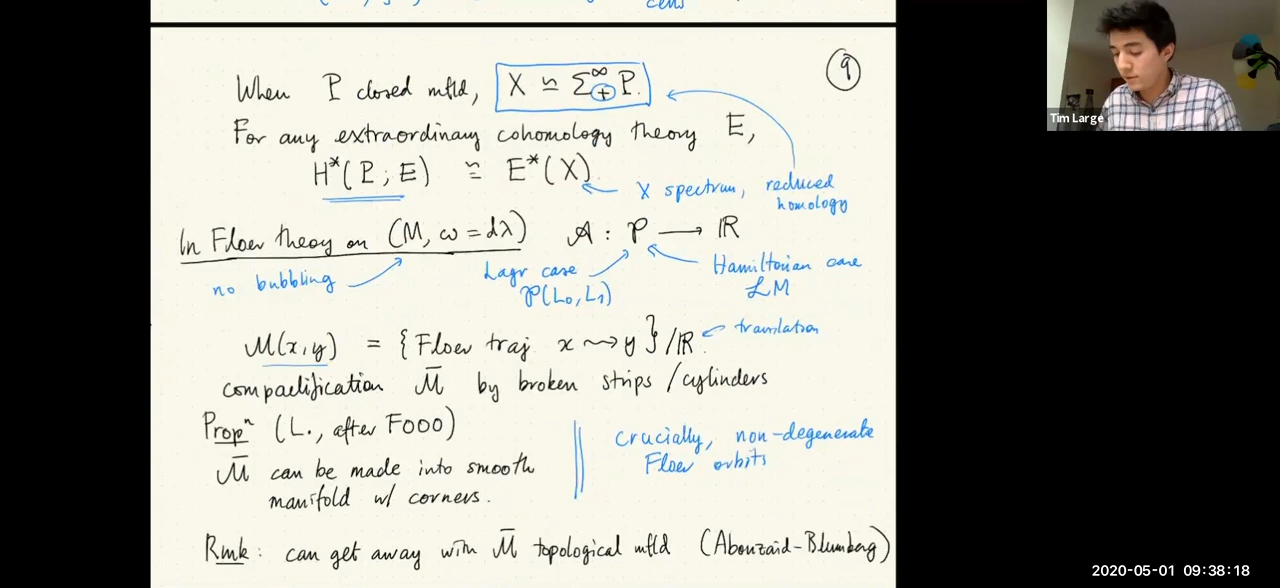 cells
⑨
When P closed mfld, X ≃ Σ^∞_+ P.
For any extraordinary cohomology theory E,
H*(P; E) ≅ E*(X)
X spectrum, reduced homology
In Floer theory on (M, ω = dλ) 𝒜 : 𝒫 → ℝ
no bubbling
Lagr case
𝒫(L₀, L₁)
Hamiltonian case
ℒM
M(x,y) = { Floer traj x ⇝ y } / ℝ.
translation
compactification M̄ by broken strips / cylinders
Propⁿ (L., after FOOO)
M̄ can be made into smooth
manifold w/ corners.
crucially, non-degenerate
Floer orbits
Rmk: can get away with M̄ topological mfld (Abouzaid-Blumberg)
Tim Large
2020-05-01 09:38:18